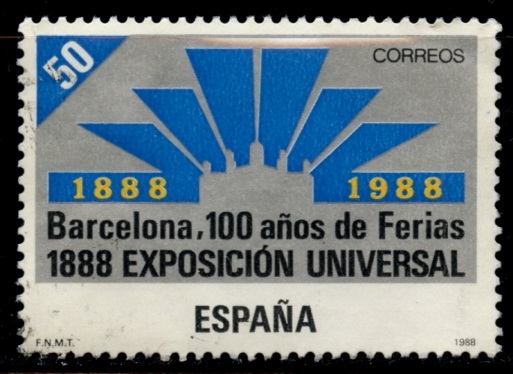 50
CORREOS
1888 1988
Barcelona, 100 años de Ferias
1888 EXPOSICIÓN UNIVERSAL
ESPAÑA
F.N.M.T. 1988